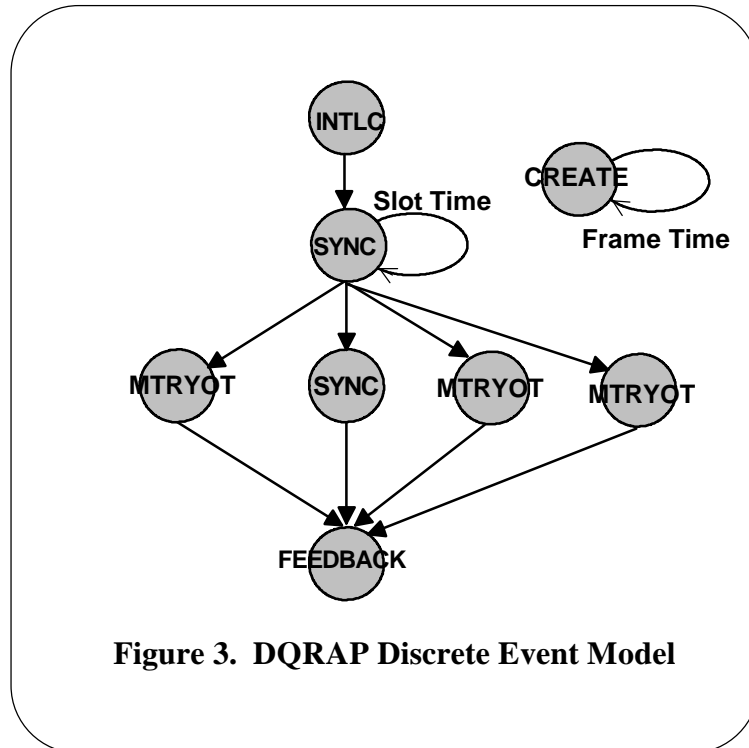 INTLC
CREATE
Slot Time
Frame Time
SYNC
MTRYOT
SYNC
MTRYOT
MTRYOT
FEEDBACK
Figure 3. DQRAP Discrete Event Model